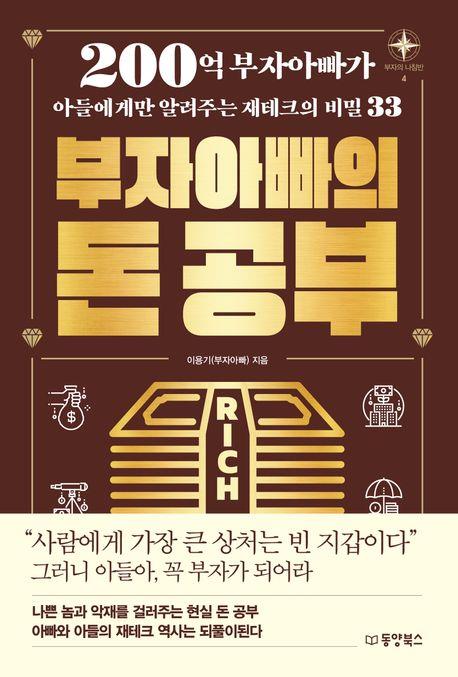 200억 부자아빠가
아들에게만 알려주는 재테크의 비밀 33
부자의 나침반
4
부자아빠의
돈 공부
이용기(부자아빠) 지음
RICH
$
“사람에게 가장 큰 상처는 빈 지갑이다”
그러니 아들아, 꼭 부자가 되어라
나쁜 놈과 악재를 걸러주는 현실 돈 공부
아빠와 아들의 재테크 역사는 되풀이된다
동양북스